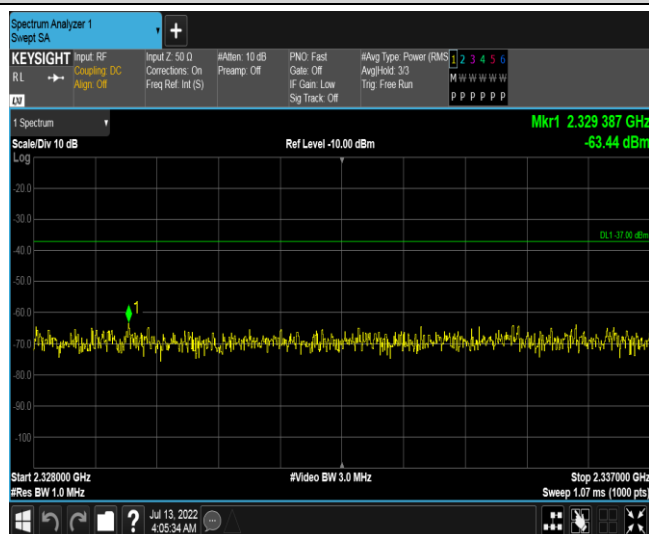 Spectrum Analyzer 1
Swept SA
+
KEYSIGHT Input: RF Input Z: 50 Ω #Atten: 10 dB PNO: Fast #Avg Type: Power (RMS 1 2 3 4 5 6
RL Coupling: DC Corrections: On Preamp: Off Gate: Off Avg|Hold: 3/3 M W W W W W
Align: Off Freq Ref: Int (S) IF Gain: Low Trig: Free Run
Sig Track: Off P P P P P P
LXI
1 Spectrum Mkr1 2.329 387 GHz
Scale/Div 10 dB Ref Level -10.00 dBm -63.44 dBm
Log
-20.0
-30.0
DL1 -37.00 dBm
-40.0
-50.0
-60.0
1
-70.0
-80.0
-90.0
-100
Start 2.328000 GHz #Video BW 3.0 MHz Stop 2.337000 GHz
#Res BW 1.0 MHz Sweep 1.07 ms (1000 pts)
? Jul 13, 2022
4:05:34 AM